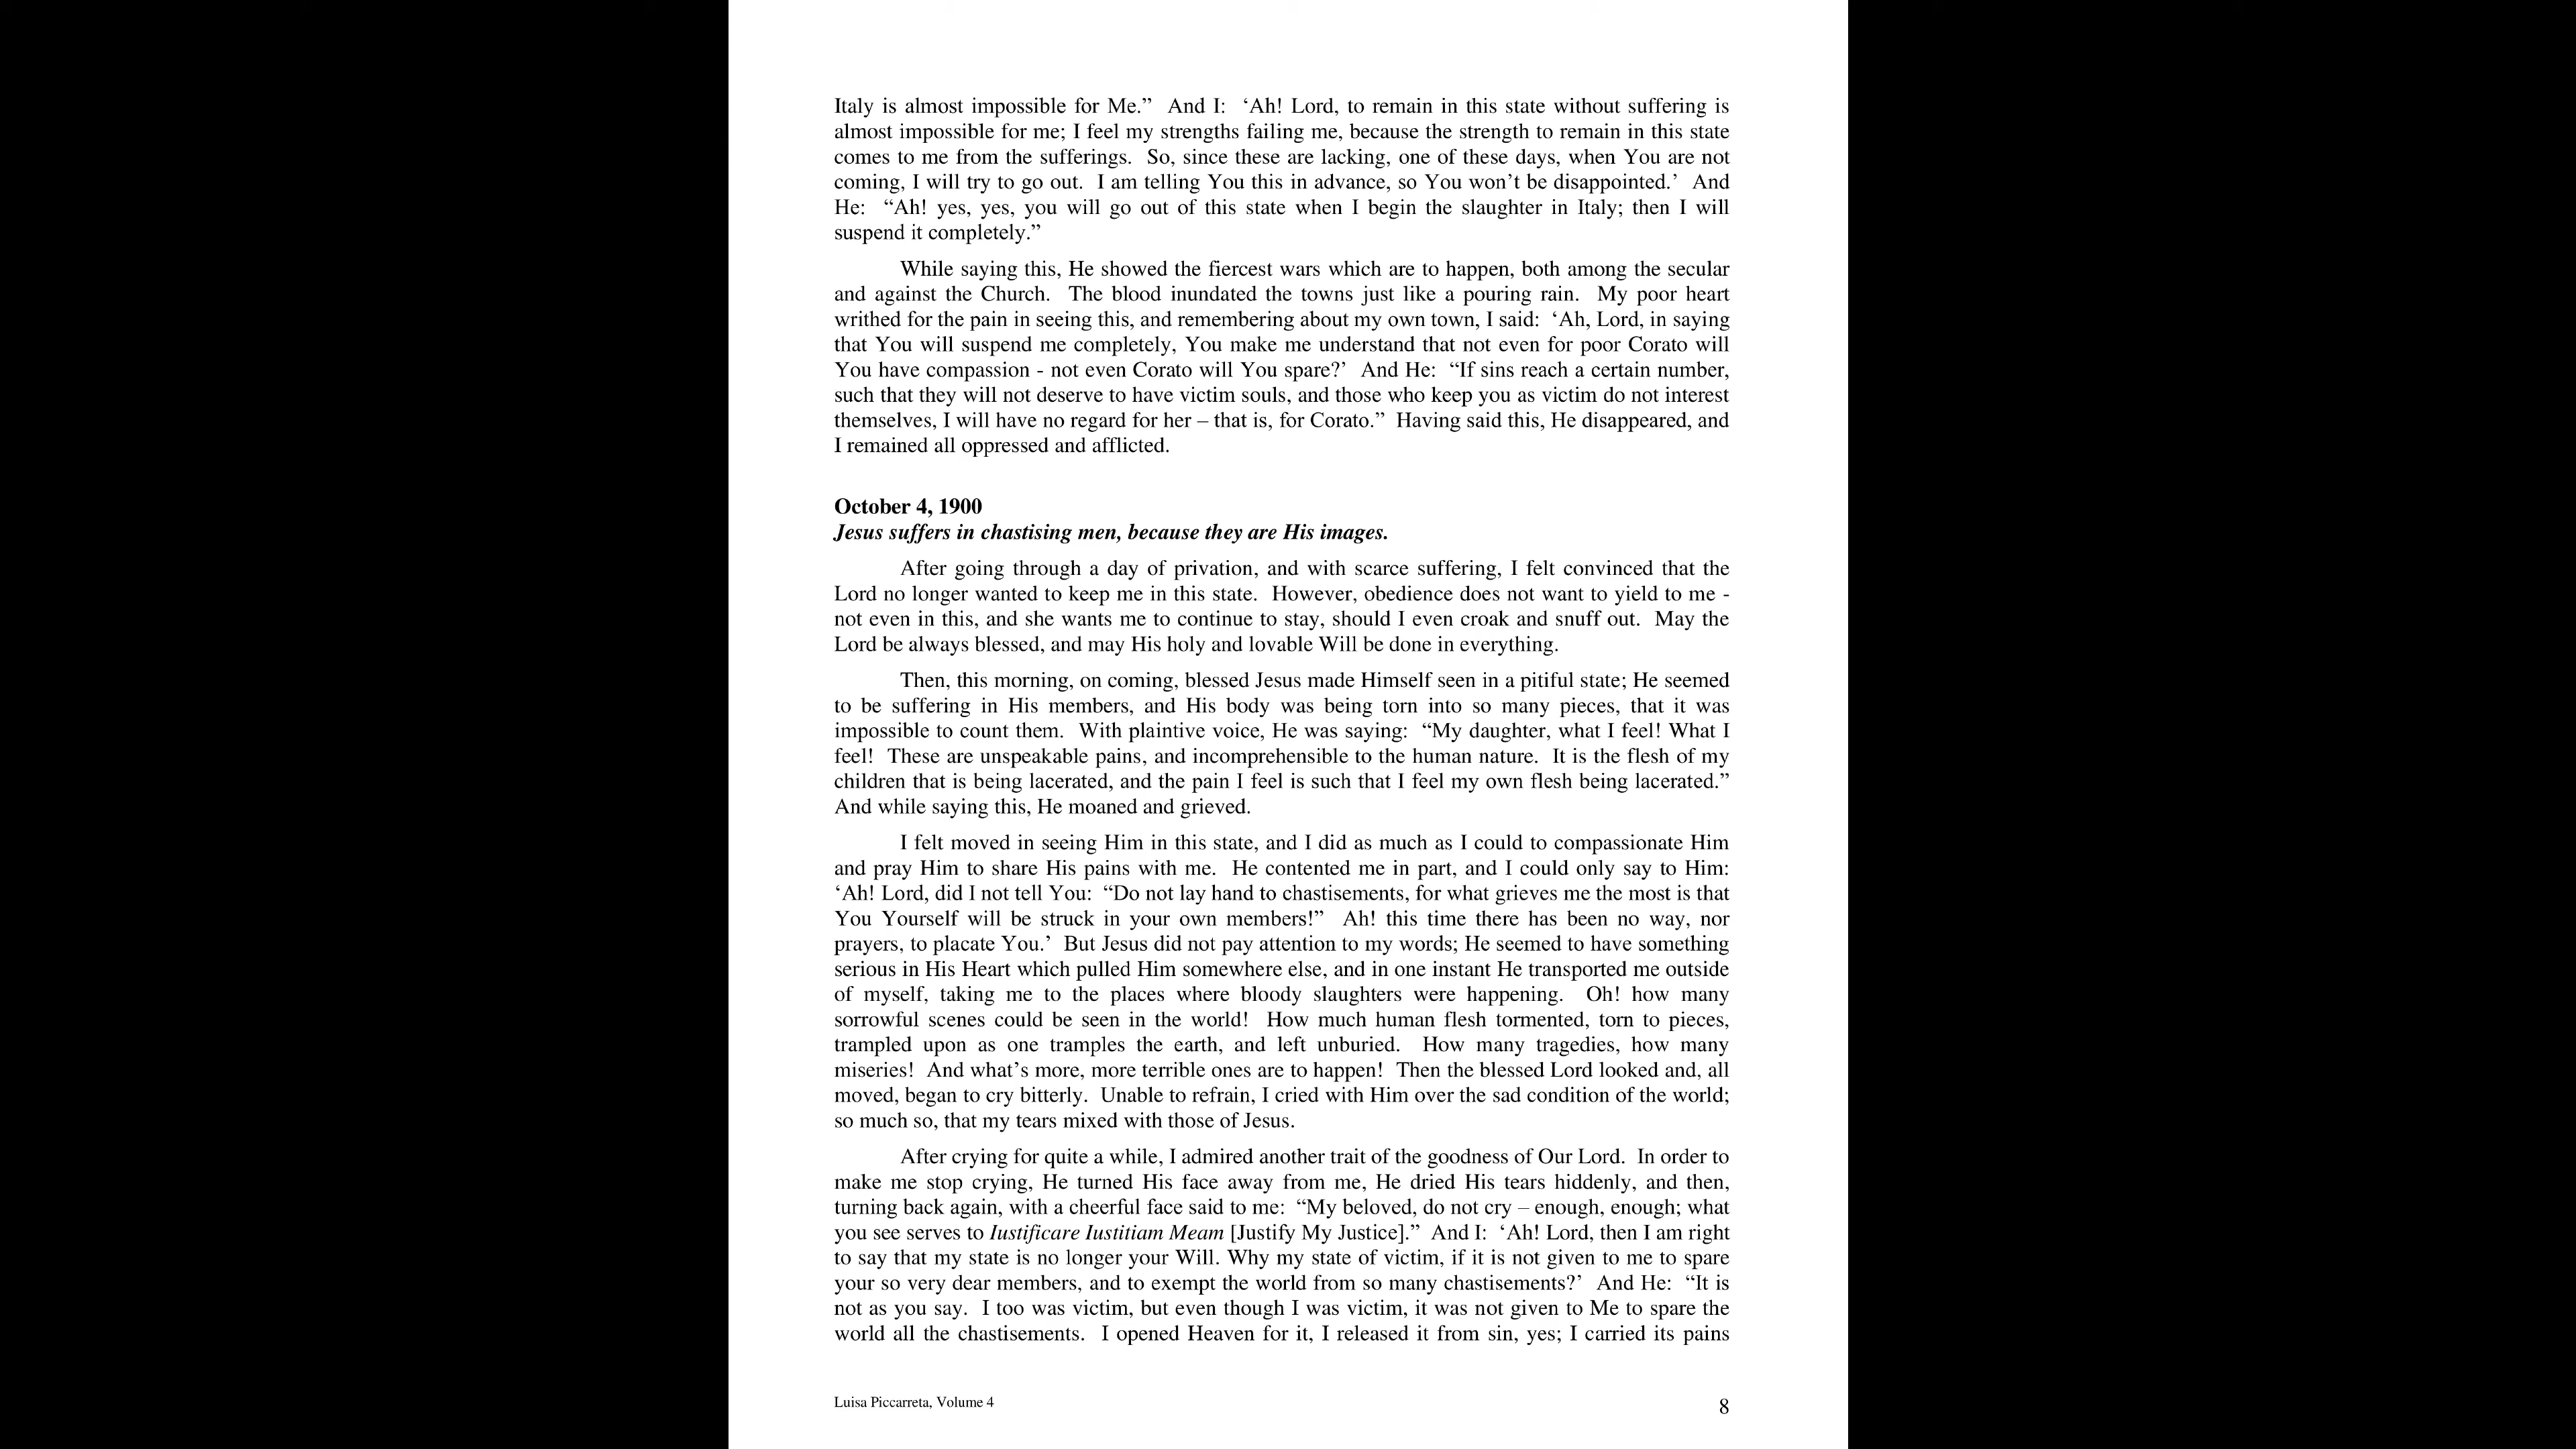 Italy is almost impossible for Me.” And I: ‘Ah! Lord, to remain in this state without suffering is
almost impossible for me; I feel my strengths failing me, because the strength to remain in this state
comes to me from the sufferings. So, since these are lacking, one of these days, when You are not
coming, I will try to go out. I am telling You this in advance, so You won’t be disappointed.’ And
He: “Ah! yes, yes, you will go out of this state when I begin the slaughter in Italy; then I will
suspend it completely.”
While saying this, He showed the fiercest wars which are to happen, both among the secular
and against the Church. The blood inundated the towns just like a pouring rain. My poor heart
writhed for the pain in seeing this, and remembering about my own town, I said: ‘Ah, Lord, in saying
that You will suspend me completely, You make me understand that not even for poor Corato will
You have compassion - not even Corato will You spare?’ And He: “If sins reach a certain number,
such that they will not deserve to have victim souls, and those who keep you as victim do not interest
themselves, I will have no regard for her – that is, for Corato.” Having said this, He disappeared, and
I remained all oppressed and afflicted.
October 4, 1900
Jesus suffers in chastising men, because they are His images.
After going through a day of privation, and with scarce suffering, I felt convinced that the
Lord no longer wanted to keep me in this state. However, obedience does not want to yield to me -
not even in this, and she wants me to continue to stay, should I even croak and snuff out. May the
Lord be always blessed, and may His holy and lovable Will be done in everything.
Then, this morning, on coming, blessed Jesus made Himself seen in a pitiful state; He seemed
to be suffering in His members, and His body was being torn into so many pieces, that it was
impossible to count them. With plaintive voice, He was saying: “My daughter, what I feel! What I
feel! These are unspeakable pains, and incomprehensible to the human nature. It is the flesh of my
children that is being lacerated, and the pain I feel is such that I feel my own flesh being lacerated.”
And while saying this, He moaned and grieved.
I felt moved in seeing Him in this state, and I did as much as I could to compassionate Him
and pray Him to share His pains with me. He contented me in part, and I could only say to Him:
‘Ah! Lord, did I not tell You: “Do not lay hand to chastisements, for what grieves me the most is that
You Yourself will be struck in your own members!” Ah! this time there has been no way, nor
prayers, to placate You.’ But Jesus did not pay attention to my words; He seemed to have something
serious in His Heart which pulled Him somewhere else, and in one instant He transported me outside
of myself, taking me to the places where bloody slaughters were happening. Oh! how many
sorrowful scenes could be seen in the world! How much human flesh tormented, torn to pieces,
trampled upon as one tramples the earth, and left unburied. How many tragedies, how many
miseries! And what’s more, more terrible ones are to happen! Then the blessed Lord looked and, all
moved, began to cry bitterly. Unable to refrain, I cried with Him over the sad condition of the world;
so much so, that my tears mixed with those of Jesus.
After crying for quite a while, I admired another trait of the goodness of Our Lord. In order to
make me stop crying, He turned His face away from me, He dried His tears hiddenly, and then,
turning back again, with a cheerful face said to me: “My beloved, do not cry – enough, enough; what
you see serves to Iustificare Iustitiam Meam [Justify My Justice].” And I: ‘Ah! Lord, then I am right
to say that my state is no longer your Will. Why my state of victim, if it is not given to me to spare
your so very dear members, and to exempt the world from so many chastisements?’ And He: “It is
not as you say. I too was victim, but even though I was victim, it was not given to Me to spare the
world all the chastisements. I opened Heaven for it, I released it from sin, yes; I carried its pains
Luisa Piccarreta, Volume 4
8